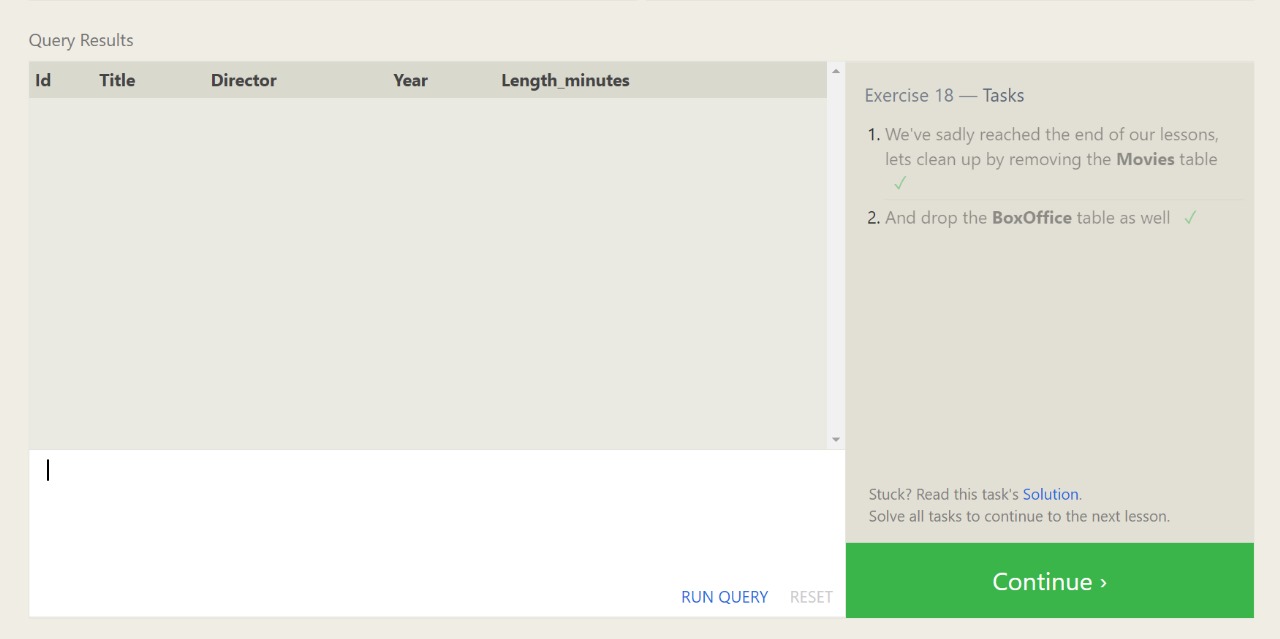 Query Results
Id Title Director Year Length_minutes
Exercise 18 — Tasks
1. We've sadly reached the end of our lessons,
lets clean up by removing the Movies table
✓
2. And drop the BoxOffice table as well ✓
Stuck? Read this task's Solution.
Solve all tasks to continue to the next lesson.
RUN QUERY RESET
Continue ›